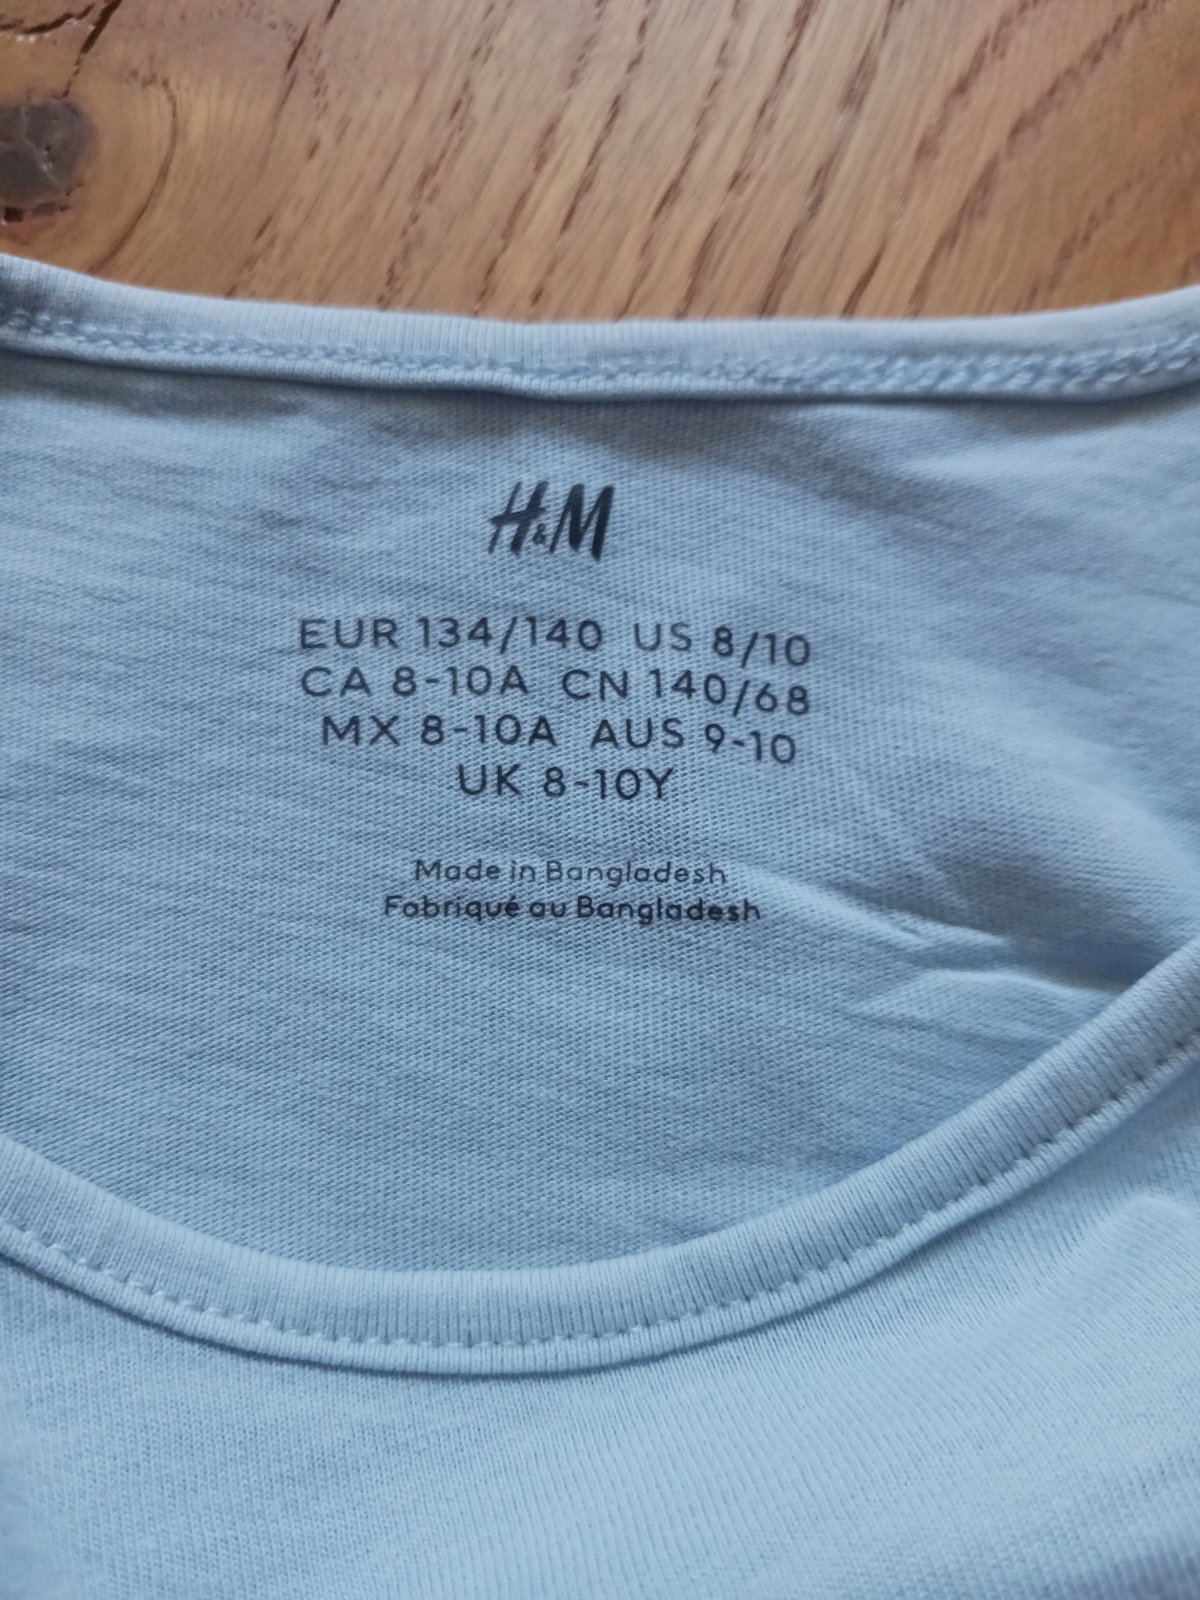 H&M
EUR 134/140 US 8/10
CA 8-10A CN 140/68
MX 8-10A AUS 9-10
UK 8-10Y
Made in Bangladesh
Fabriqué au Bangladesh